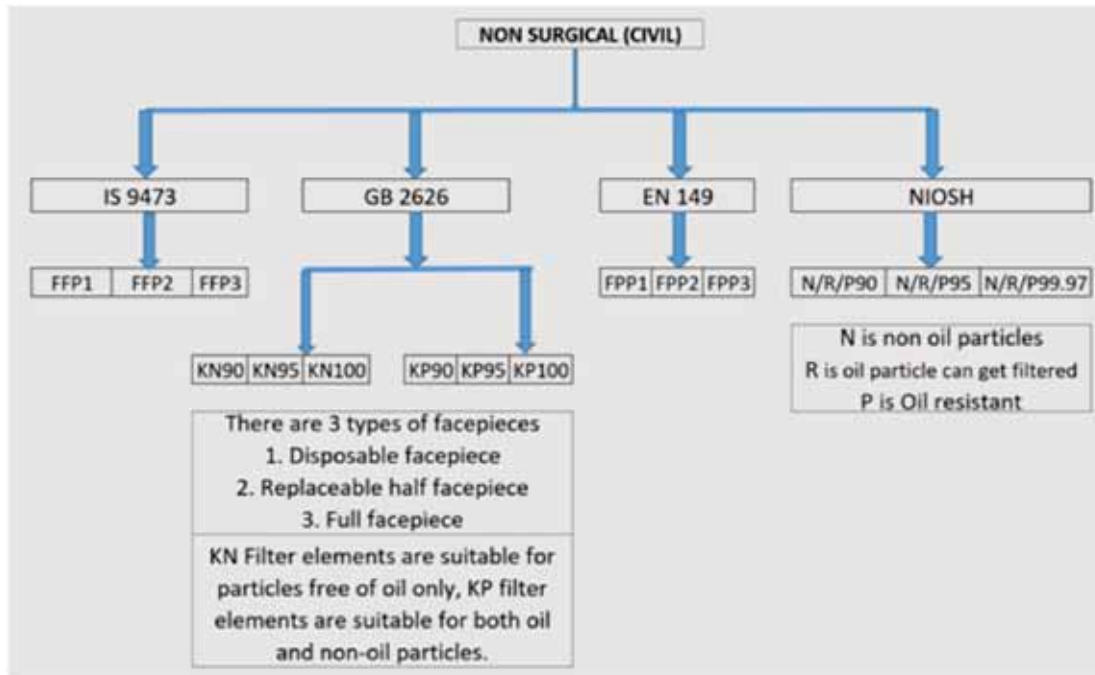 NON SURGICAL (CIVIL)
IS 9473
GB 2626
EN 149
NIOSH
FFP1 FFP2 FFP3
FPP1 FPP2 FPP3
N/R/P90 N/R/P95 N/R/P99.97
N is non oil particles
R is oil particle can get filtered
P is Oil resistant
KN90 KN95 KN100
KP90 KP95 KP100
There are 3 types of facepieces
1. Disposable facepiece
2. Replaceable half facepiece
3. Full facepiece
KN Filter elements are suitable for
particles free of oil only, KP filter
elements are suitable for both oil
and non-oil particles.